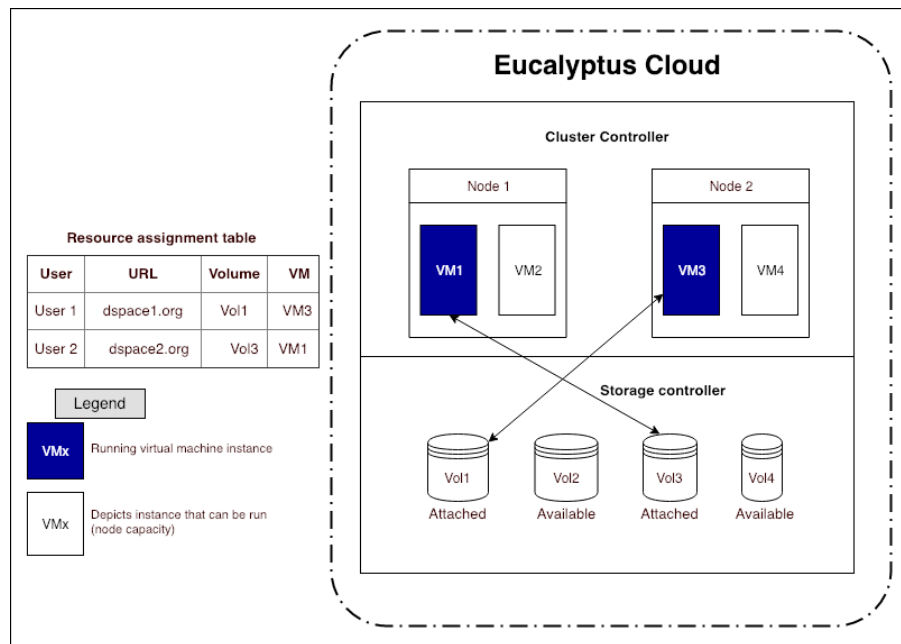 Eucalyptus Cloud
Cluster Controller
Node 1
Node 2
VM1
VM2
VM3
VM4
Resource assignment table
User URL Volume VM
User 1 dspace1.org Vol1 VM3
User 2 dspace2.org Vol3 VM1
Legend
VMx Running virtual machine instance
VMx Depicts instance that can be run
(node capacity)
Storage controller
Vol1
Vol2
Vol3
Vol4
Attached
Available
Attached
Available